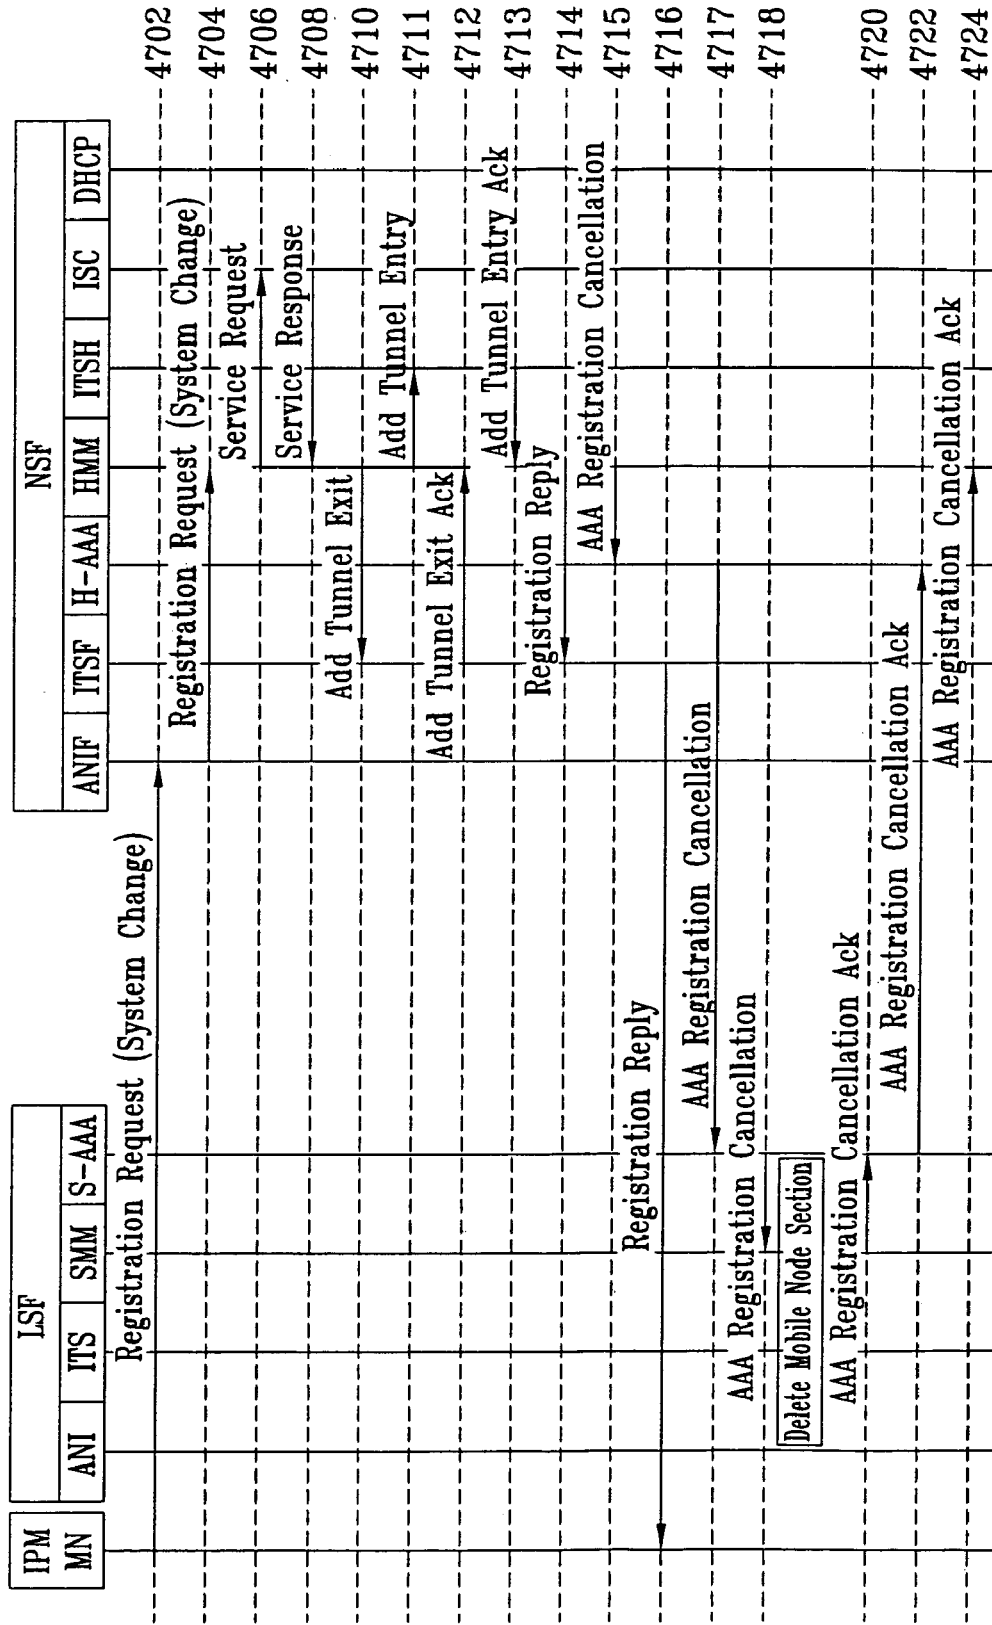 IPM
MN
LSF
ANI
ITS
SMM
S-AAA
NSF
ANIF
ITSF
H-AAA
HMM
ITSH
ISC
DHCP
Registration Request (System Change)
4702
Registration Request (System Change)
4704
Service Request
4706
Service Response
4708
Add Tunnel Exit
4710
Add Tunnel Entry
4711
Add Tunnel Exit Ack
4712
Add Tunnel Entry Ack
4713
Registration Reply
4714
AAA Registration Cancellation
4715
Registration Reply
4716
AAA Registration Cancellation
4717
AAA Registration Cancellation
4718
Delete Mobile Node Section
AAA Registration Cancellation Ack
4720
AAA Registration Cancellation Ack
4722
AAA Registration Cancellation Ack
4724